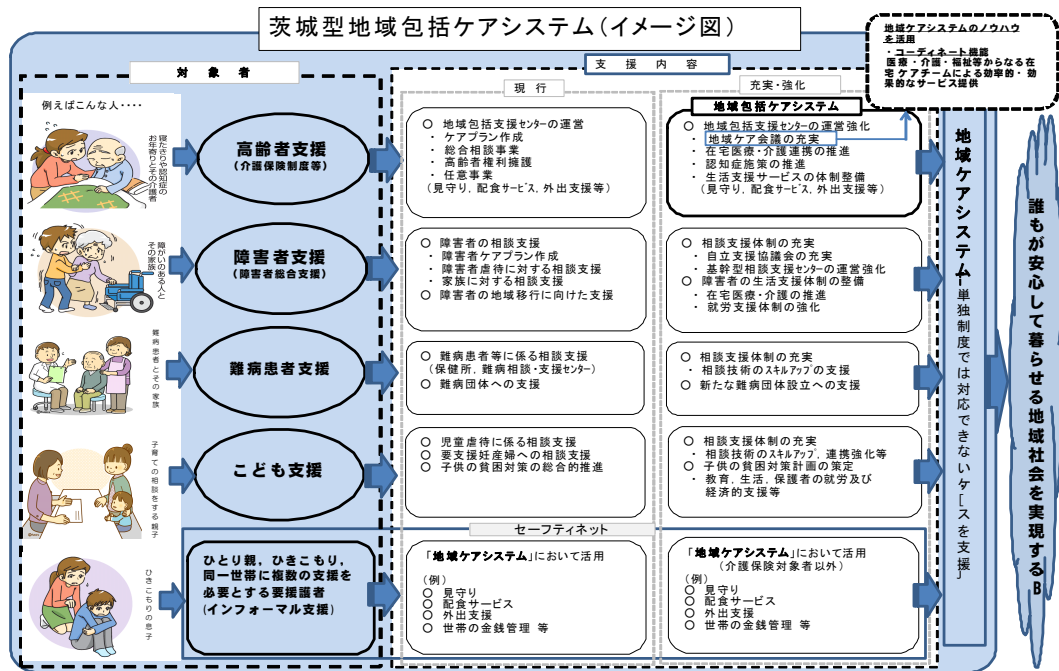 茨城型地域包括ケアシステム(イメージ図)
地域ケアシステムのノウハウ
を活用
・コーディネート機能
医療・介護・福祉等からなる在
宅ケアチームによる効率的・効
果的なサービス提供
対象者
支援内容
現行
充実・強化
例えばこんな人・・・・
寝たきりや認知症の
お年寄りとその介護者
高齢者支援
(介護保険制度等)
○ 地域包括支援センターの運営
・ ケアプラン作成
・ 総合相談事業
・ 高齢者権利擁護
・ 任意事業
(見守り,配食サービス,外出支援等)
地域包括ケアシステム
○ 地域包括支援センターの運営強化
・ 地域ケア会議の充実
・ 在宅医療・介護連携の推進
・ 認知症施策の推進
・ 生活支援サービスの体制整備
(見守り,配食サービス,外出支援等)
障がいのある人と
その家族
障害者支援
(障害者総合支援)
○ 障害者の相談支援
・ 障害者ケアプラン作成
・ 障害者虐待に対する相談支援
・ 家族に対する相談支援
○ 障害者の地域移行に向けた支援
○ 相談支援体制の充実
・ 自立支援協議会の充実
・ 基幹型相談支援センターの運営強化
○ 障害者の生活支援体制の整備
・ 在宅医療・介護の推進
・ 就労支援体制の強化
難病患者とその家族
難病患者支援
○ 難病患者等に係る相談支援
(保健所,難病相談・支援センター)
○ 難病団体への支援
○ 相談支援体制の充実
・ 相談技術のスキルアップの支援
○ 新たな難病団体設立への支援
子育ての相談をする親子
こども支援
○ 児童虐待に係る相談支援
○ 要支援妊産婦への相談支援
○ 子供の貧困対策の総合的推進
○ 相談支援体制の充実
・ 相談技術のスキルアップ,連携強化等
○ 子供の貧困対策計画の策定
・ 教育,生活,保護者の就労及び
経済的支援等
セーフティネット
ひきこもりの息子
ひとり親,ひきこもり,
同一世帯に複数の支援を
必要とする要援護者
(インフォーマル支援)
「地域ケアシステム」において活用
(例)
○ 見守り
○ 配食サービス
○ 外出支援
○ 世帯の金銭管理 等
「地域ケアシステム」において活用
(介護保険対象者以外)
(例)
○ 見守り
○ 配食サービス
○ 外出支援
○ 世帯の金銭管理 等
地域ケアシステム「単独制度では対応できないケースを支援」
誰もが安心して暮らせる地域社会を実現するB